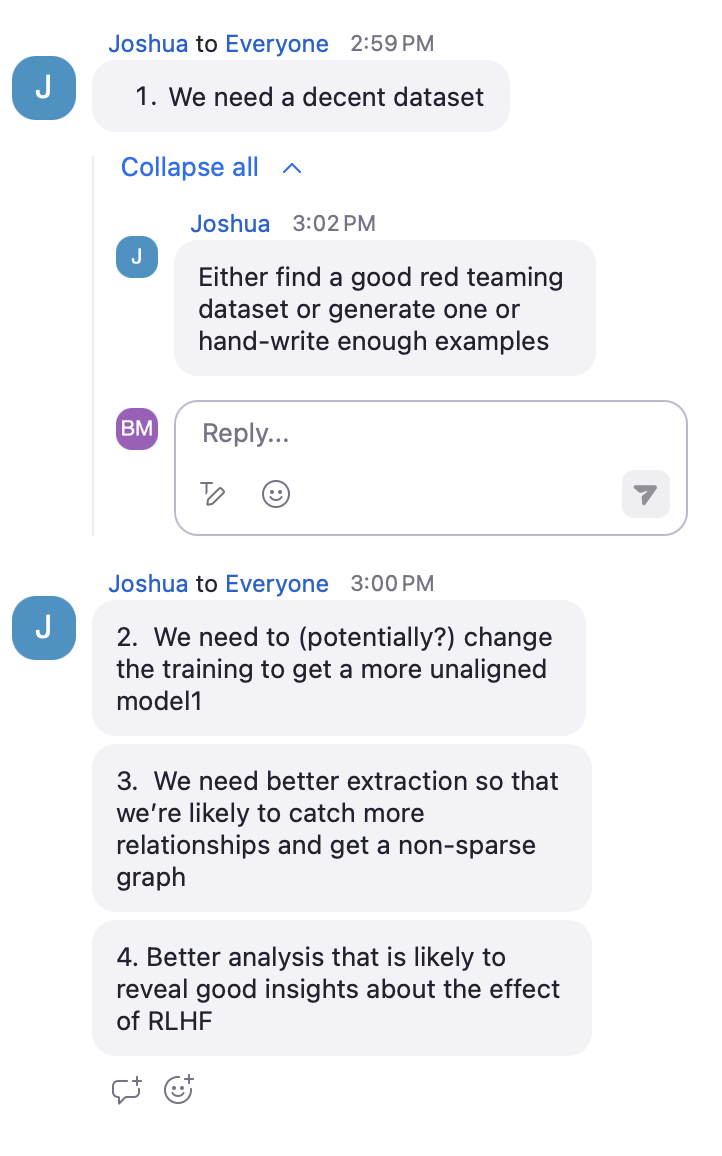 Joshua to Everyone 2:59 PM
J
1. We need a decent dataset
Collapse all
Joshua 3:02 PM
J
Either find a good red teaming
dataset or generate one or
hand-write enough examples
BM
Reply...
Joshua to Everyone 3:00 PM
J
2. We need to (potentially?) change
the training to get a more unaligned
model1
3. We need better extraction so that
we’re likely to catch more
relationships and get a non-sparse
graph
4. Better analysis that is likely to
reveal good insights about the effect
of RLHF